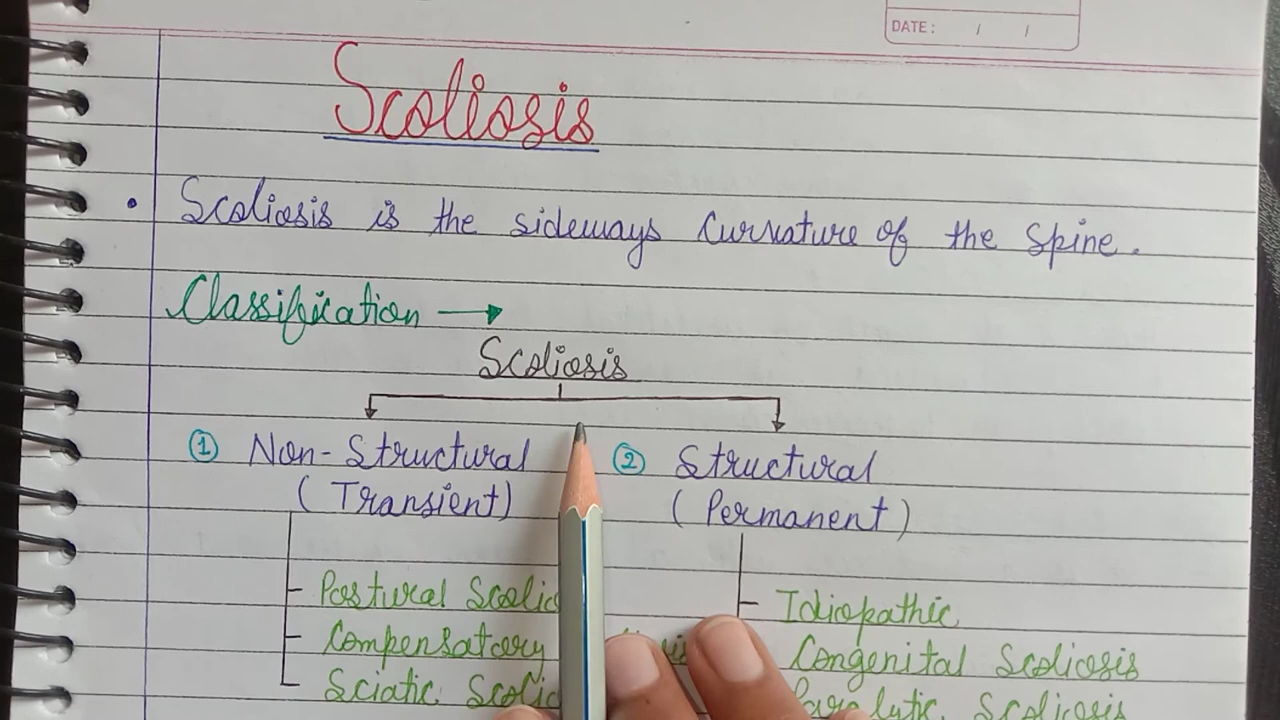 DATE: / /
Scoliosis
• Scoliosis is the sideways Curvature of the Spine.
Classification →
Scoliosis
① Non-Structural
(Transient)
Postural
Compensatory
Sciatic
② Structural
(Permanent)
Idiopathic
Congenital Scoliosis
Scoliosis